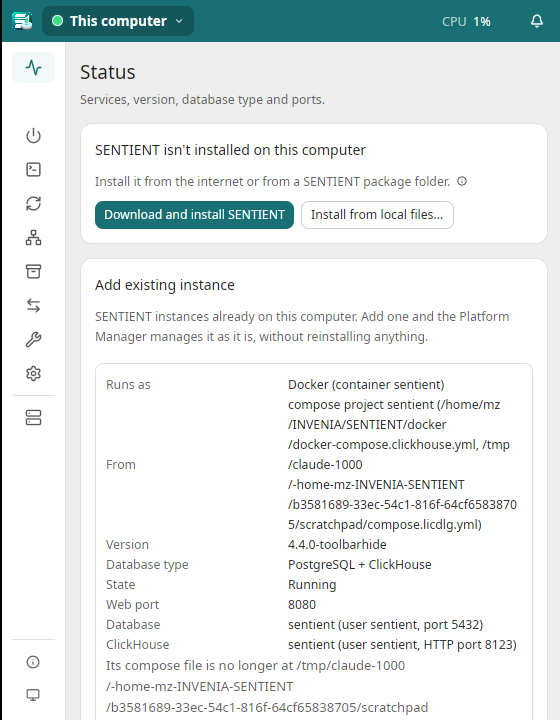 This computer
CPU 1%
Status
Services, version, database type and ports.
SENTIENT isn't installed on this computer
Install it from the internet or from a SENTIENT package folder.
Download and install SENTIENT
Install from local files...
Add existing instance
SENTIENT instances already on this computer. Add one and the Platform
Manager manages it as it is, without reinstalling anything.
Runs as Docker (container sentient)
From compose project sentient (/home/mz
/INVENIA/SENTIENT/docker
/docker-compose.clickhouse.yml, /tmp
/claude-1000
/-home-mz-INVENIA-SENTIENT
/b3581689-33ec-54c1-816f-64cf6583870
5/scratchpad/compose.licdlg.yml)
Version 4.4.0-toolbarhide
Database type PostgreSQL + ClickHouse
State Running
Web port 8080
Database sentient (user sentient, port 5432)
ClickHouse sentient (user sentient, HTTP port 8123)
Its compose file is no longer at /tmp/claude-1000
/-home-mz-INVENIA-SENTIENT
/b3581689-33ec-54c1-816f-64cf65838705/scratchpad